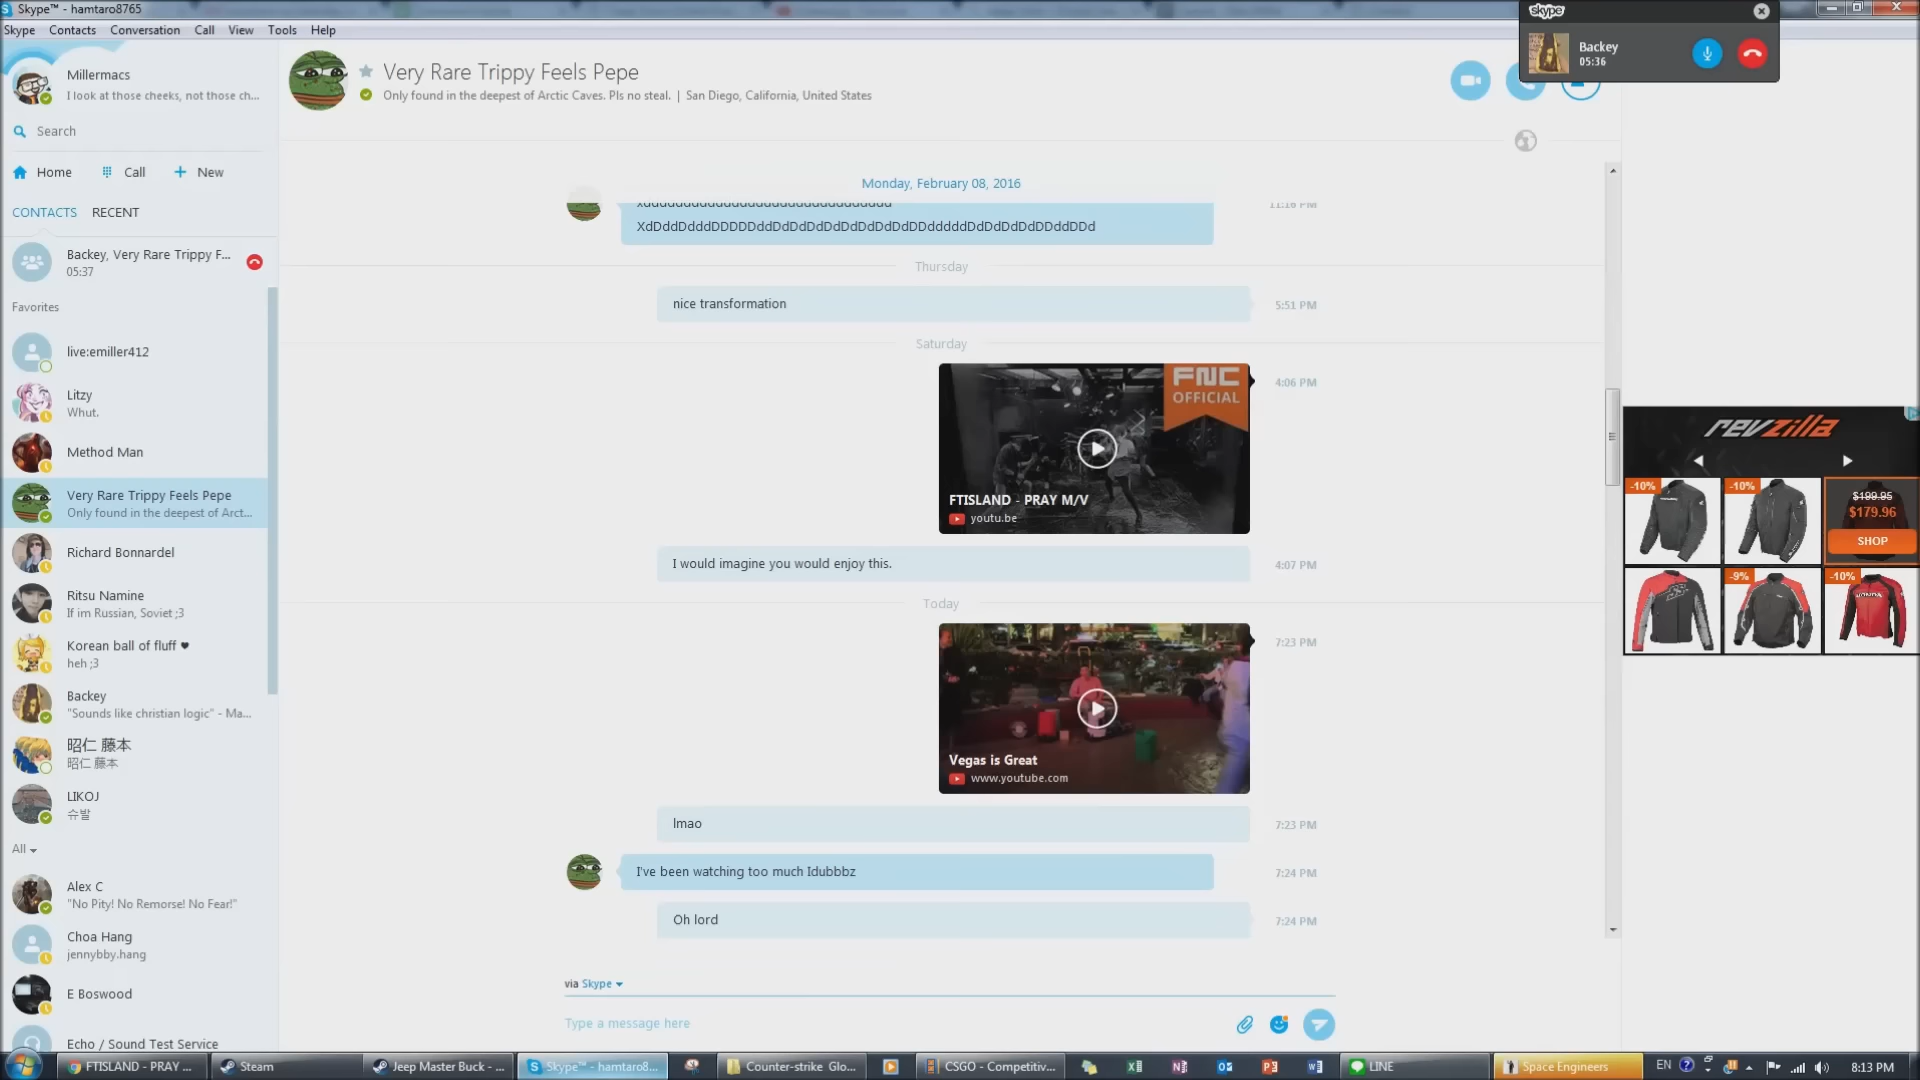 Skype™ - hamtaro8765
Skype Contacts Conversation Call View Tools Help
skype
Backey
05:36
Millermacs
I look at those cheeks, not those ch...
Search
Home Call New
CONTACTS RECENT
Backey, Very Rare Trippy F...
05:37
Favorites
live:emiller412
Litzy
Whut.
Method Man
Very Rare Trippy Feels Pepe
Only found in the deepest of Arct...
Richard Bonnardel
Ritsu Namine
If im Russian, Soviet ;3
Korean ball of fluff ♥
heh ;3
Backey
"Sounds like christian logic" - Ma...
昭仁 藤本
昭仁 藤本
LIKOJ
슈발
All
Alex C
"No Pity! No Remorse! No Fear!"
Choa Hang
jennybby.hang
E Boswood
Echo / Sound Test Service
Very Rare Trippy Feels Pepe
Only found in the deepest of Arctic Caves. Pls no steal. | San Diego, California, United States
Monday, February 08, 2016
11:16 PM
Thursday
nice transformation
5:51 PM
Saturday
FNC
OFFICIAL
FTISLAND - PRAY M/V
youtu.be
4:06 PM
I would imagine you would enjoy this.
4:07 PM
Today
Vegas is Great
www.youtube.com
7:23 PM
lmao
7:23 PM
I've been watching too much Idubbbz
7:24 PM
Oh lord
7:24 PM
via Skype
Type a message here
revzilla
-10%
-10%
$199.95
$179.96
SHOP
-9%
-10%
HONDA
FTISLAND - PRAY ...
Steam
Jeep Master Buck - ...
Skype™ - hamtaro8...
Counter-strike Glo...
CSGO - Competitiv...
LINE
Space Engineers
EN
8:13 PM